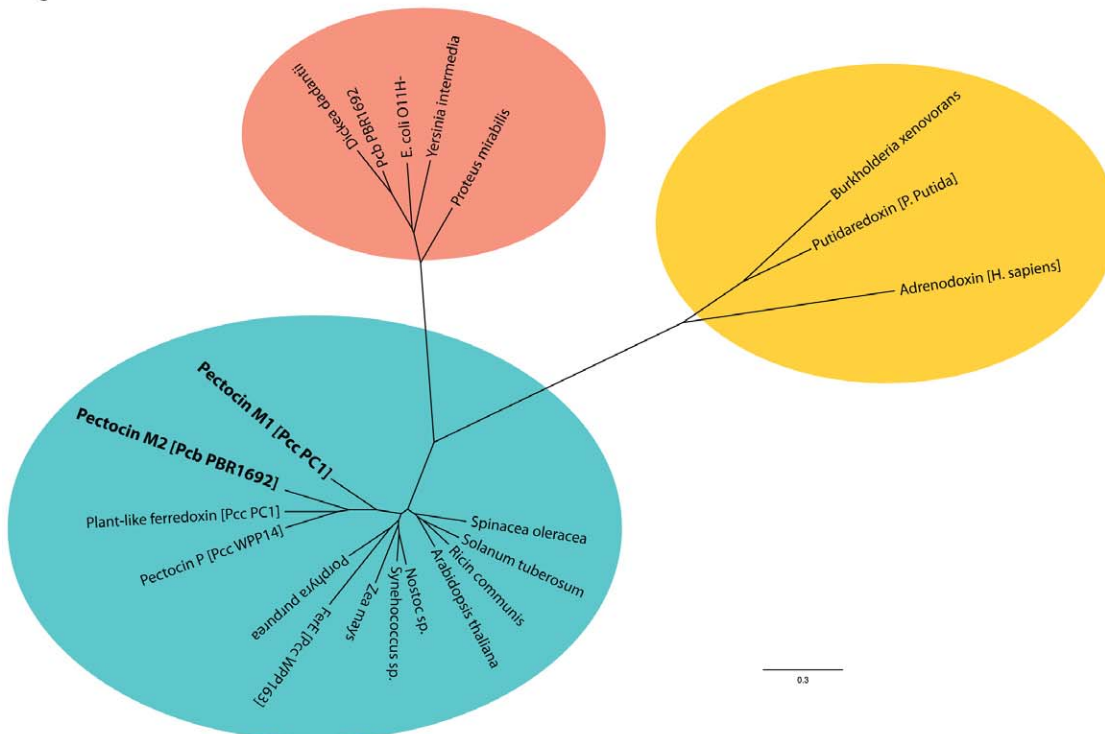 Dickea dadantii
Pcb PBR1692
E. coli O11H-
Yersinia intermedia
Proteus mirabilis
Burkholderia xenovorans
Putidaredoxin [P. Putida]
Adrenodoxin [H. sapiens]
Pectocin M1 [Pcc PC1]
Pectocin M2 [Pcb PBR1692]
Plant-like ferredoxin [Pcc PC1]
Pectocin P [Pcc WPP14]
Porphyra purpurea
FerE [Pcc WPP163]
Zea mays
Synehococcus sp.
Nostoc sp.
Arabidopsis thaliana
Ricin communis
Solanum tuberosum
Spinacea oleracea
0.3